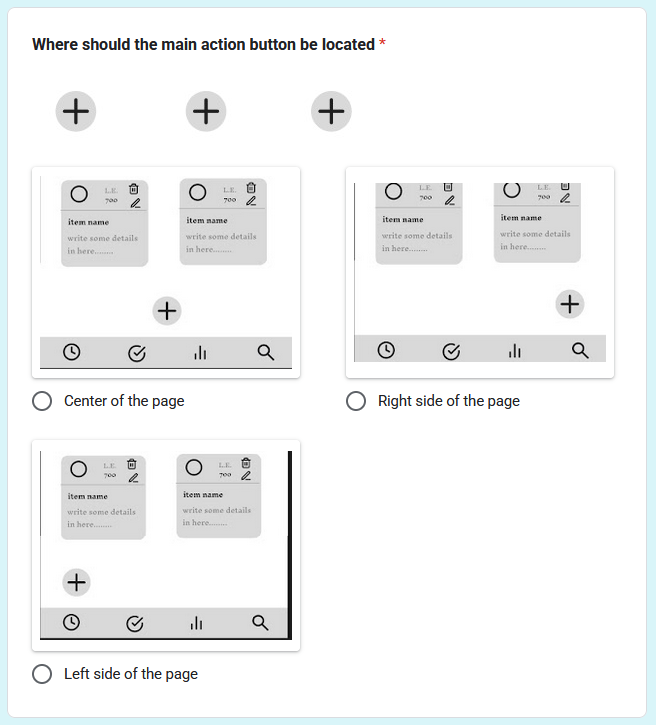 Where should the main action button be located *
L.E.
700
item name
write some details
in here........
L.E.
700
item name
write some details
in here........
Center of the page
L.E.
700
item name
write some details
in here........
L.E.
700
item name
write some details
in here........
Right side of the page
L.E.
700
item name
write some details
in here........
L.E.
700
item name
write some details
in here........
Left side of the page